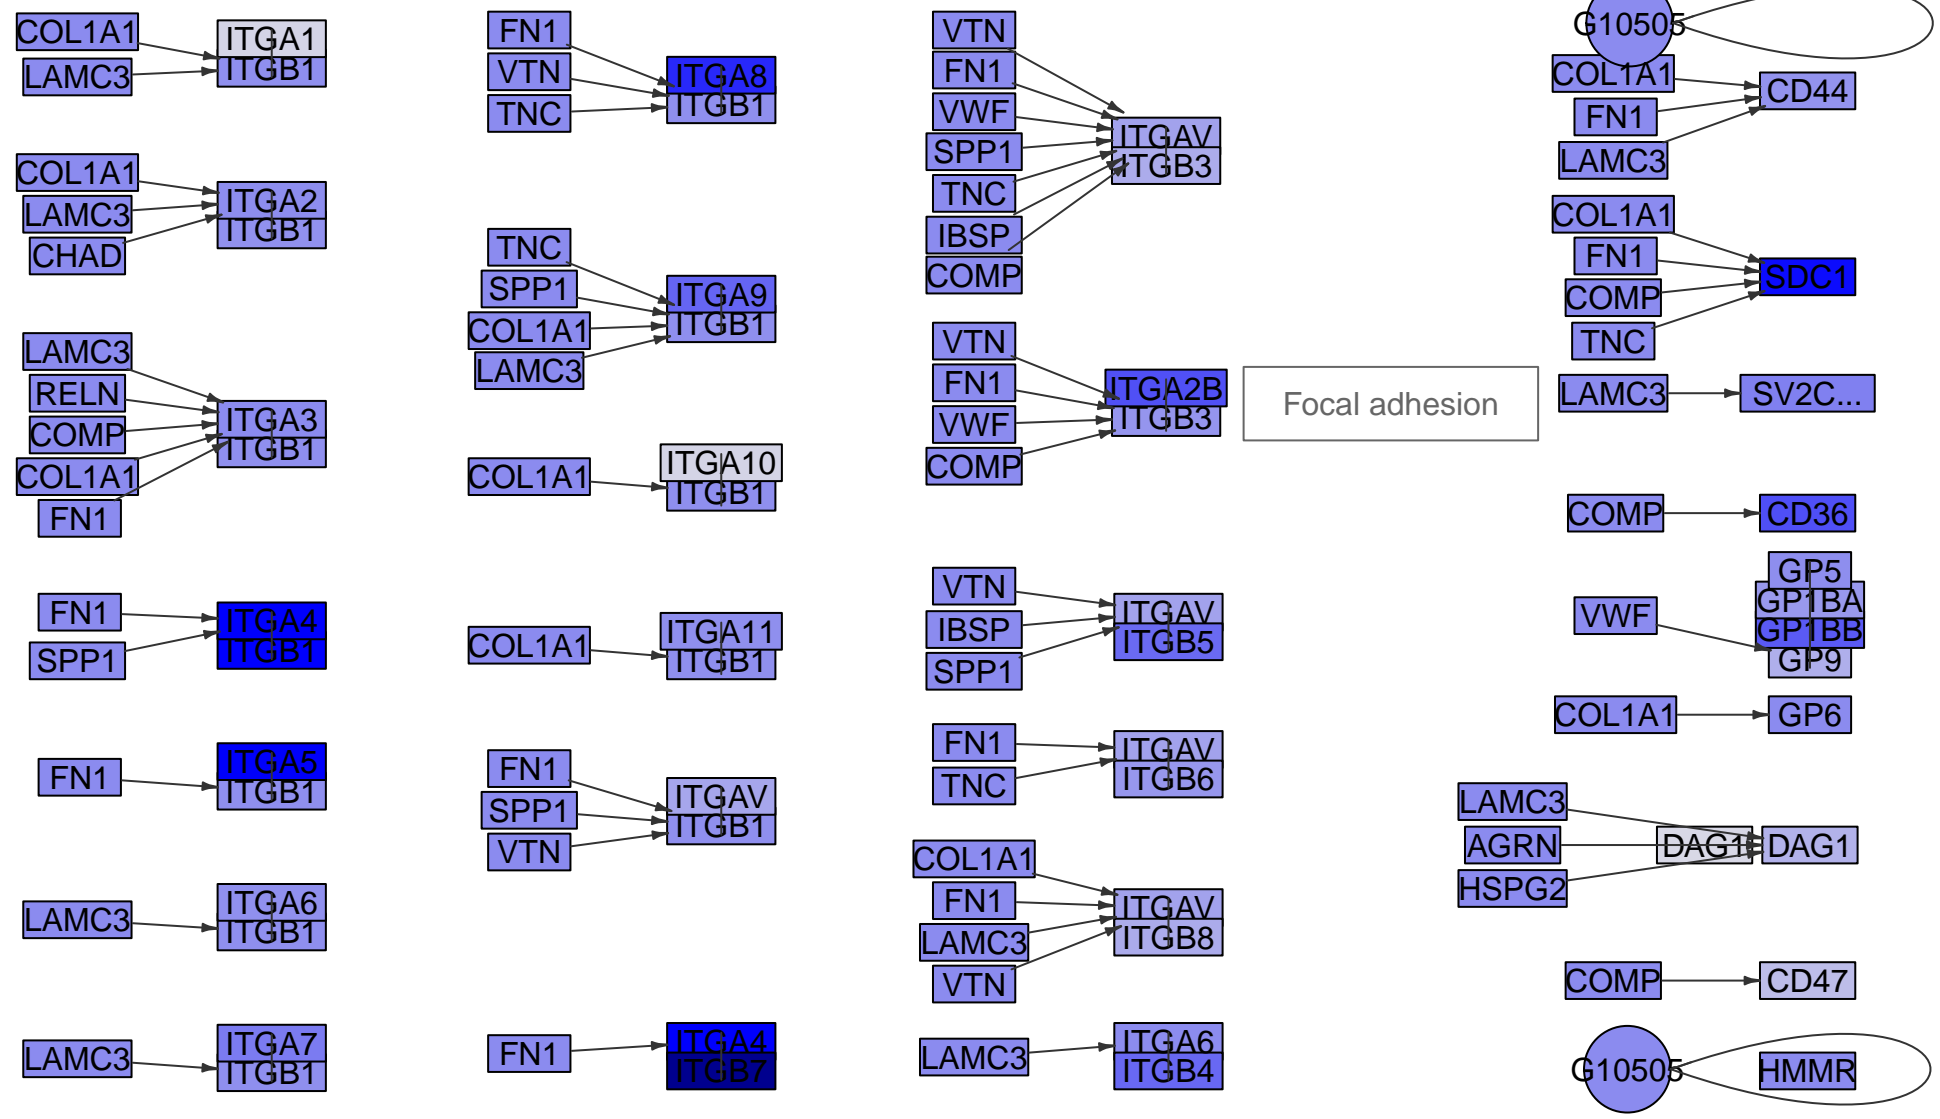 COL1A1
LAMC3
ITGA1
ITGB1
COL1A1
LAMC3
CHAD
ITGA2
ITGB1
LAMC3
RELN
COMP
COL1A1
FN1
ITGA3
ITGB1
FN1
SPP1
ITGA4
ITGB1
FN1
ITGA5
ITGB1
LAMC3
ITGA6
ITGB1
LAMC3
ITGA7
ITGB1
FN1
VTN
TNC
ITGA8
ITGB1
TNC
SPP1
COL1A1
LAMC3
ITGA9
ITGB1
COL1A1
ITGA10
ITGB1
COL1A1
ITGA11
ITGB1
FN1
SPP1
VTN
ITGAV
ITGB1
FN1
ITGA4
ITGB7
VTN
FN1
VWF
SPP1
TNC
IBSP
COMP
ITGAV
ITGB3
VTN
FN1
VWF
COMP
ITGA2B
ITGB3
Focal adhesion
VTN
IBSP
SPP1
ITGAV
ITGB5
FN1
TNC
ITGAV
ITGB6
COL1A1
FN1
LAMC3
VTN
ITGAV
ITGB8
LAMC3
ITGA6
ITGB4
G10505
COL1A1
FN1
LAMC3
CD44
COL1A1
FN1
COMP
TNC
SDC1
LAMC3
SV2C...
COMP
CD36
VWF
GP5
GP1BA
GP1BB
GP9
COL1A1
GP6
LAMC3
AGRN
HSPG2
DAG1
DAG1
COMP
CD47
G10505
HMMR